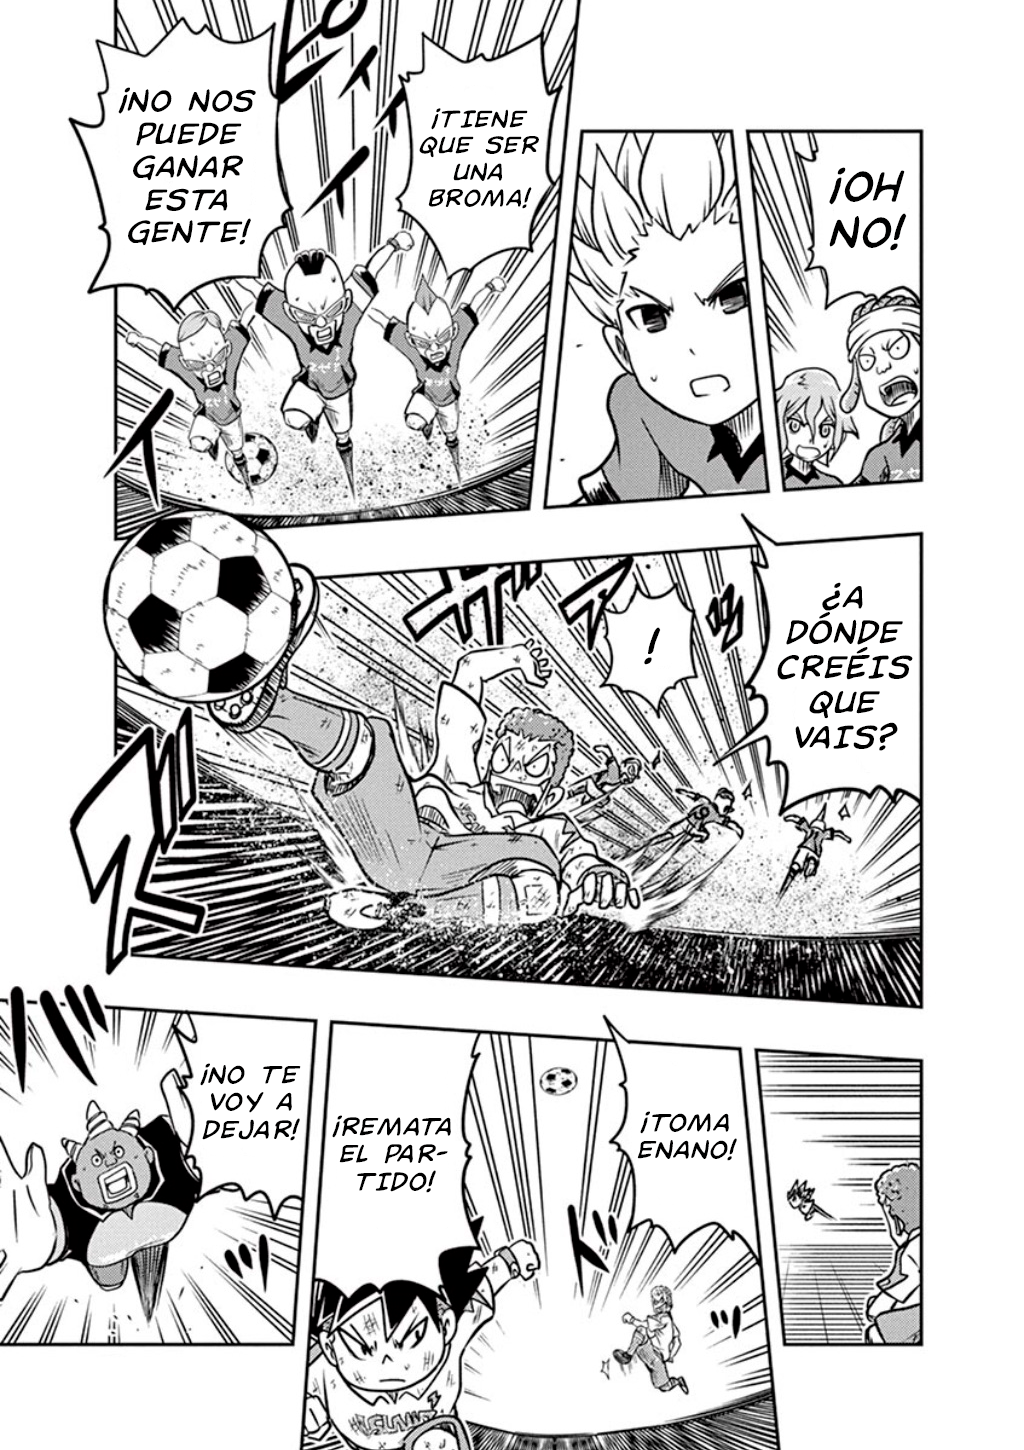 ¡OH
NO!
¡TIENE
QUE SER
UNA
BROMA!
¡NO NOS
PUEDE
GANAR
ESTA
GENTE!
¿A
DÓNDE
CREÉIS
QUE
VAIS?
!
¡TOMA
ENANO!
¡REMATA
EL PAR-
TIDO!
¡NO TE
VOY A
DEJAR!